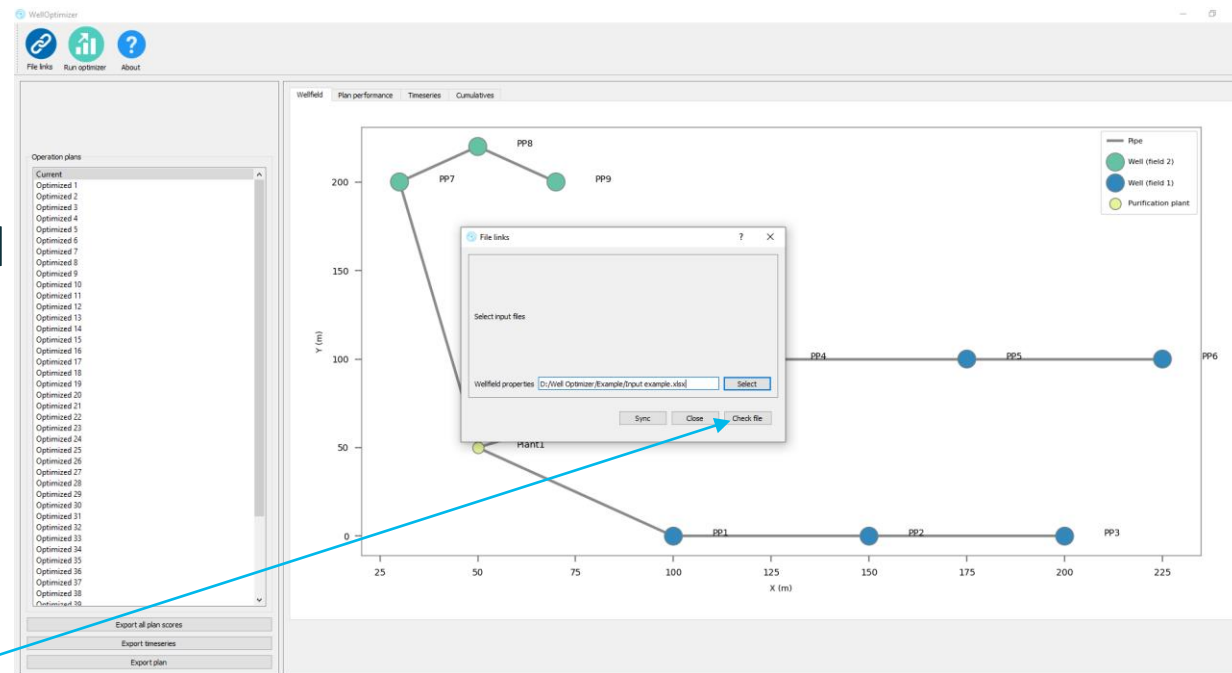 WellOptimizer
File links Run optimizer About
Wellfield Plan performance Timeseries Cumulatives
Operation plans
Current
Optimized 1
Optimized 2
Optimized 3
Optimized 4
Optimized 5
Optimized 6
Optimized 7
Optimized 8
Optimized 9
Optimized 10
Optimized 11
Optimized 12
Optimized 13
Optimized 14
Optimized 15
Optimized 16
Optimized 17
Optimized 18
Optimized 19
Optimized 20
Optimized 21
Optimized 22
Optimized 23
Optimized 24
Optimized 25
Optimized 26
Optimized 27
Optimized 28
Optimized 29
Optimized 30
Optimized 31
Optimized 32
Optimized 33
Optimized 34
Optimized 35
Optimized 36
Optimized 37
Optimized 38
Optimized 39
Export all plan scores
Export timeseries
Export plan
Pipe
Well (field 2)
Well (field 1)
Purification plant
PP8
PP7
PP9
File links ? X
Select input files
Wellfield properties D:/Well Optimizer/Example/Input example.xlsx Select
Sync Close Check file
PP4 PP5 PP6
Plant1
PP1 PP2 PP3
200
150
100
50
0
Y (m)
25 50 75 100 125 150 175 200 225
X (m)